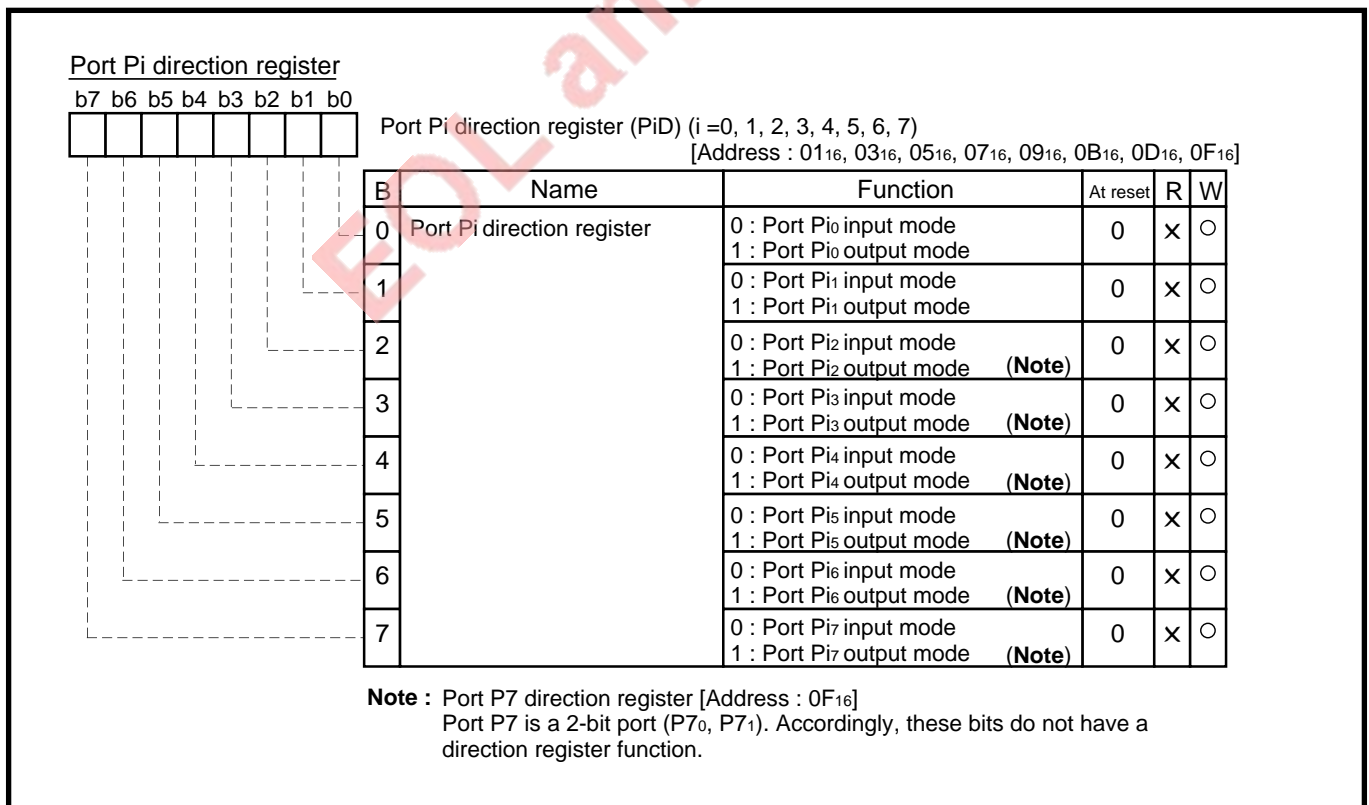 EOL an
Port Pi direction register
b7 b6 b5 b4 b3 b2 b1 b0
Port Pi direction register (PiD) (i =0, 1, 2, 3, 4, 5, 6, 7)
[Address : 0116, 0316, 0516, 0716, 0916, 0B16, 0D16, 0F16]
B Name Function At reset R W
0 Port Pi direction register 0 : Port Pi0 input mode 0 × ○
1 : Port Pi0 output mode
1 0 : Port Pi1 input mode 0 × ○
1 : Port Pi1 output mode
2 0 : Port Pi2 input mode 0 × ○
1 : Port Pi2 output mode (Note)
3 0 : Port Pi3 input mode 0 × ○
1 : Port Pi3 output mode (Note)
4 0 : Port Pi4 input mode 0 × ○
1 : Port Pi4 output mode (Note)
5 0 : Port Pi5 input mode 0 × ○
1 : Port Pi5 output mode (Note)
6 0 : Port Pi6 input mode 0 × ○
1 : Port Pi6 output mode (Note)
7 0 : Port Pi7 input mode 0 × ○
1 : Port Pi7 output mode (Note)
Note : Port P7 direction register [Address : 0F16]
Port P7 is a 2-bit port (P70, P71). Accordingly, these bits do not have a
direction register function.